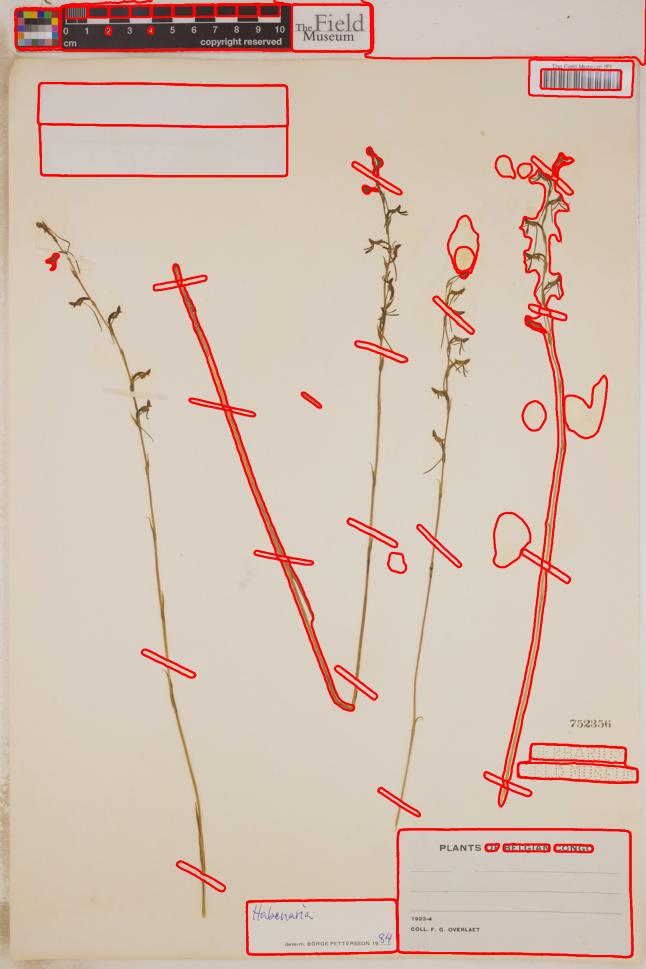 0 1 2 3 4 5 6 7 8 9 10
cm
copyright reserved
The Field
Museum
The Field Museum (F)
752356
PLANTS OF BELGIAN CONGO
1923-4
COLL. F. G. OVERLAET
Habenaria
determ. BÖRGE PETTERSSON 1984